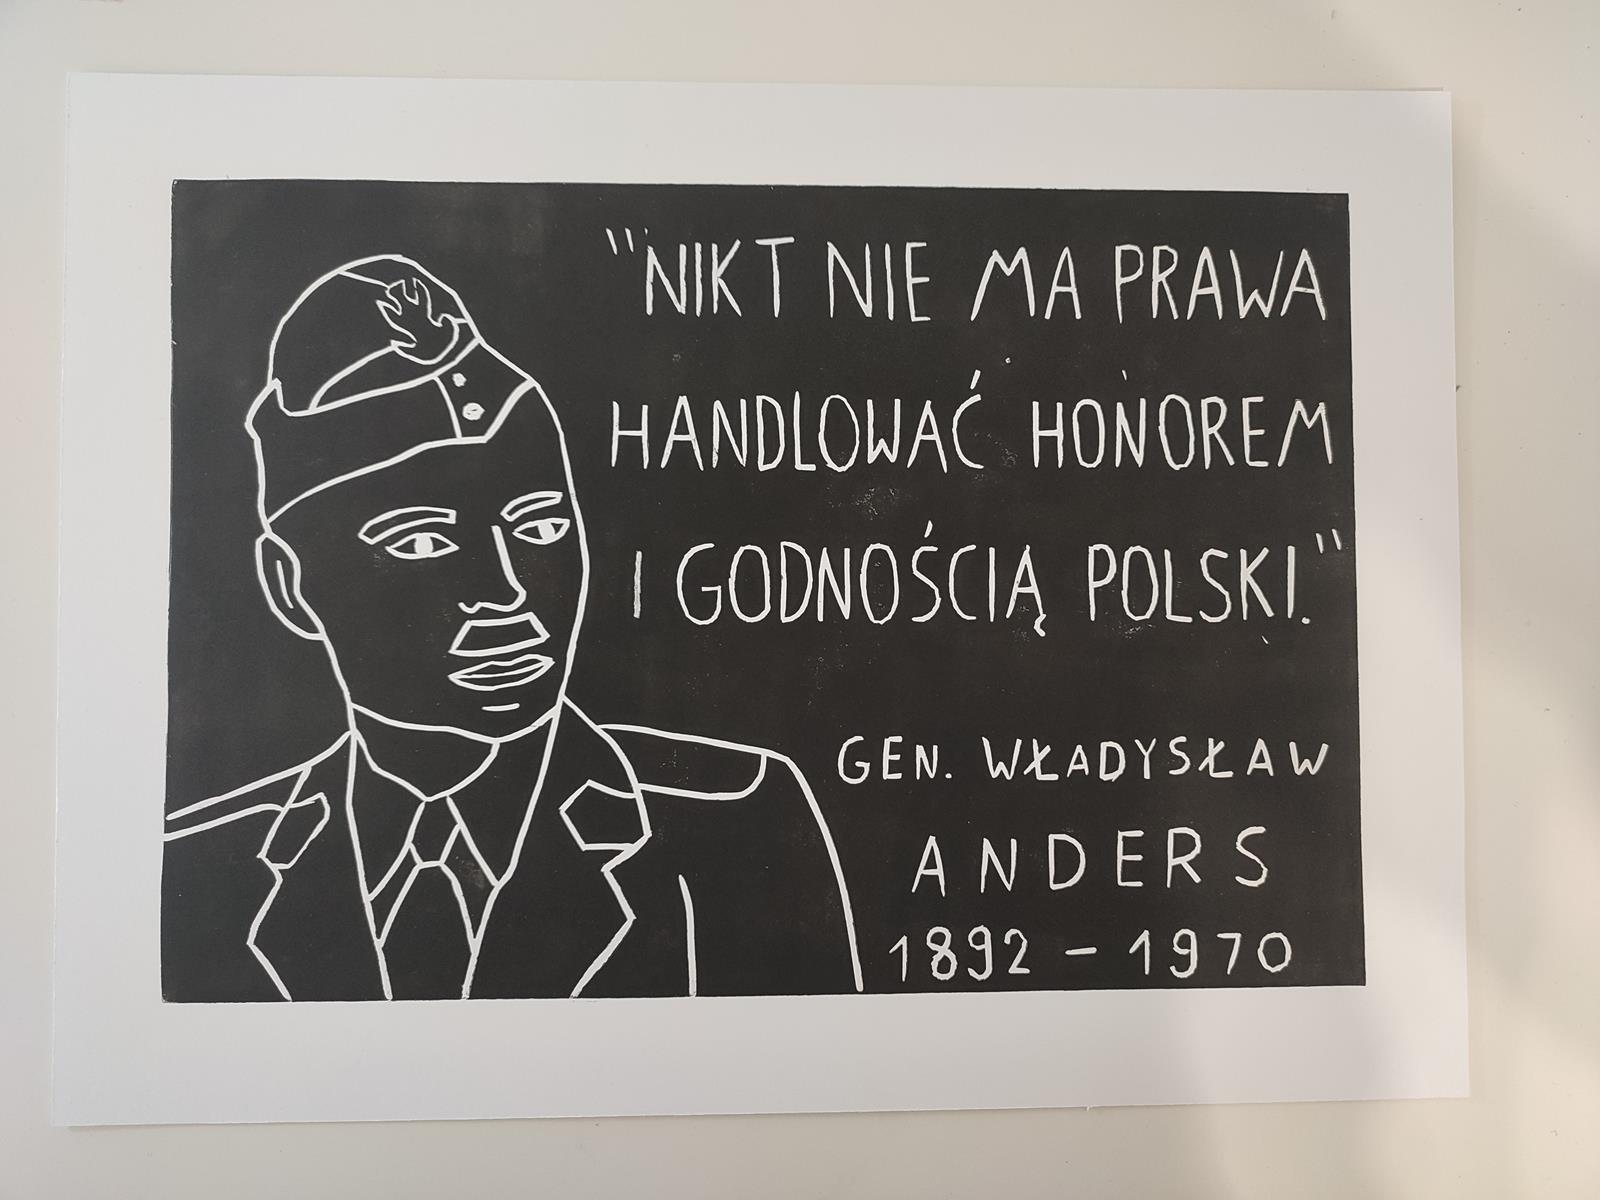 "NIKT NIE MA PRAWA
HANDLOWAĆ HONOREM
I GODNOŚCIĄ POLSKI."
GEN. WŁADYSŁAW
ANDERS
1892 - 1970